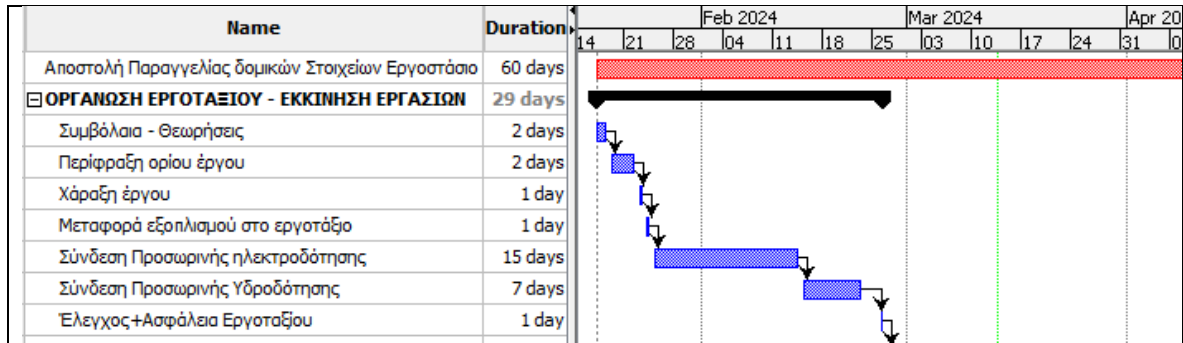 Name Duration Feb 2024 Mar 2024 Apr 20
14 21 28 04 11 18 25 03 10 17 24 31 0
Αποστολή Παραγγελίας δομικών Στοιχείων Εργοστάσιο 60 days
ΟΡΓΑΝΩΣΗ ΕΡΓΟΤΑΞΙΟΥ - ΕΚΚΙΝΗΣΗ ΕΡΓΑΣΙΩΝ 29 days
Συμβόλαια - Θεωρήσεις 2 days
Περίφραξη ορίου έργου 2 days
Χάραξη έργου 1 day
Μεταφορά εξοπλισμού στο εργοτάξιο 1 day
Σύνδεση Προσωρινής ηλεκτροδότησης 15 days
Σύνδεση Προσωρινής Υδροδότησης 7 days
Έλεγχος+Ασφάλεια Εργοταξίου 1 day